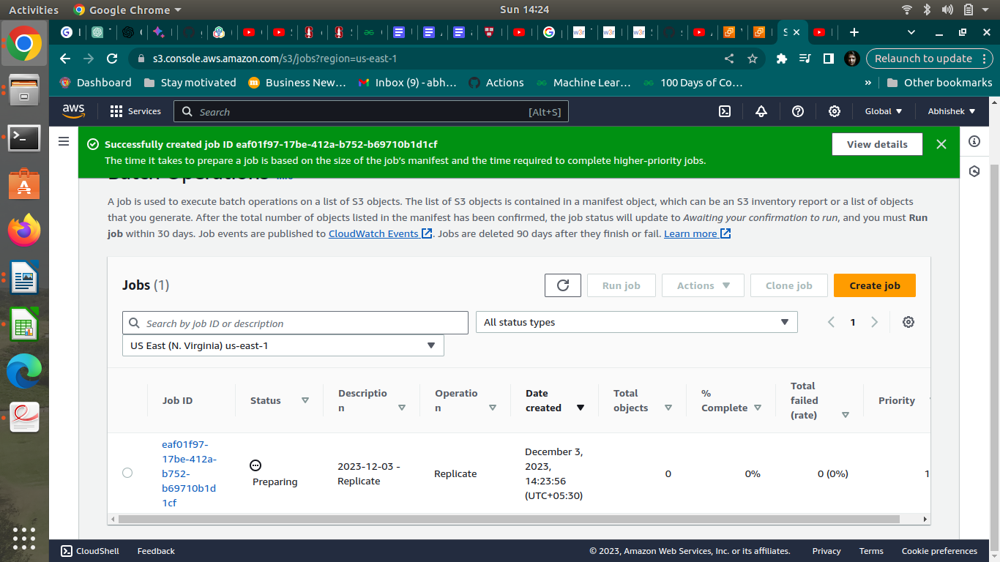 Activities
Google Chrome
Sun 14:24
s3.console.aws.amazon.com/s3/jobs?region=us-east-1
Relaunch to update
Dashboard
Stay motivated
Business New…
Inbox (9) - abh…
Actions
Machine Lear…
100 Days of Co…
»
Other bookmarks
aws
Services
Search
[Alt+S]
Global
Abhishek
Successfully created job ID eaf01f97-17be-412a-b752-b69710b1d1cf
The time it takes to prepare a job is based on the size of the job's manifest and the time required to complete higher-priority jobs.
View details
A job is used to execute batch operations on a list of S3 objects. The list of S3 objects is contained in a manifest object, which can be an S3 inventory report or a list of objects
that you generate. After the total number of objects listed in the manifest has been confirmed, the job status will update to Awaiting your confirmation to run, and you must Run
job within 30 days. Job events are published to CloudWatch Events. Jobs are deleted 90 days after they finish or fail. Learn more
Jobs (1)
Run job
Actions
Clone job
Create job
Search by job ID or description
All status types
1
US East (N. Virginia) us-east-1
Job ID
Status
Descriptio
n
Operatio
n
Date
created
Total
objects
%
Complete
Total
failed
(rate)
Priority
eaf01f97-
17be-412a-
b752-
b69710b1d
1cf
Preparing
2023-12-03 -
Replicate
Replicate
December 3,
2023,
14:23:56
(UTC+05:30)
0
0%
0 (0%)
1
CloudShell
Feedback
© 2023, Amazon Web Services, Inc. or its affiliates.
Privacy
Terms
Cookie preferences